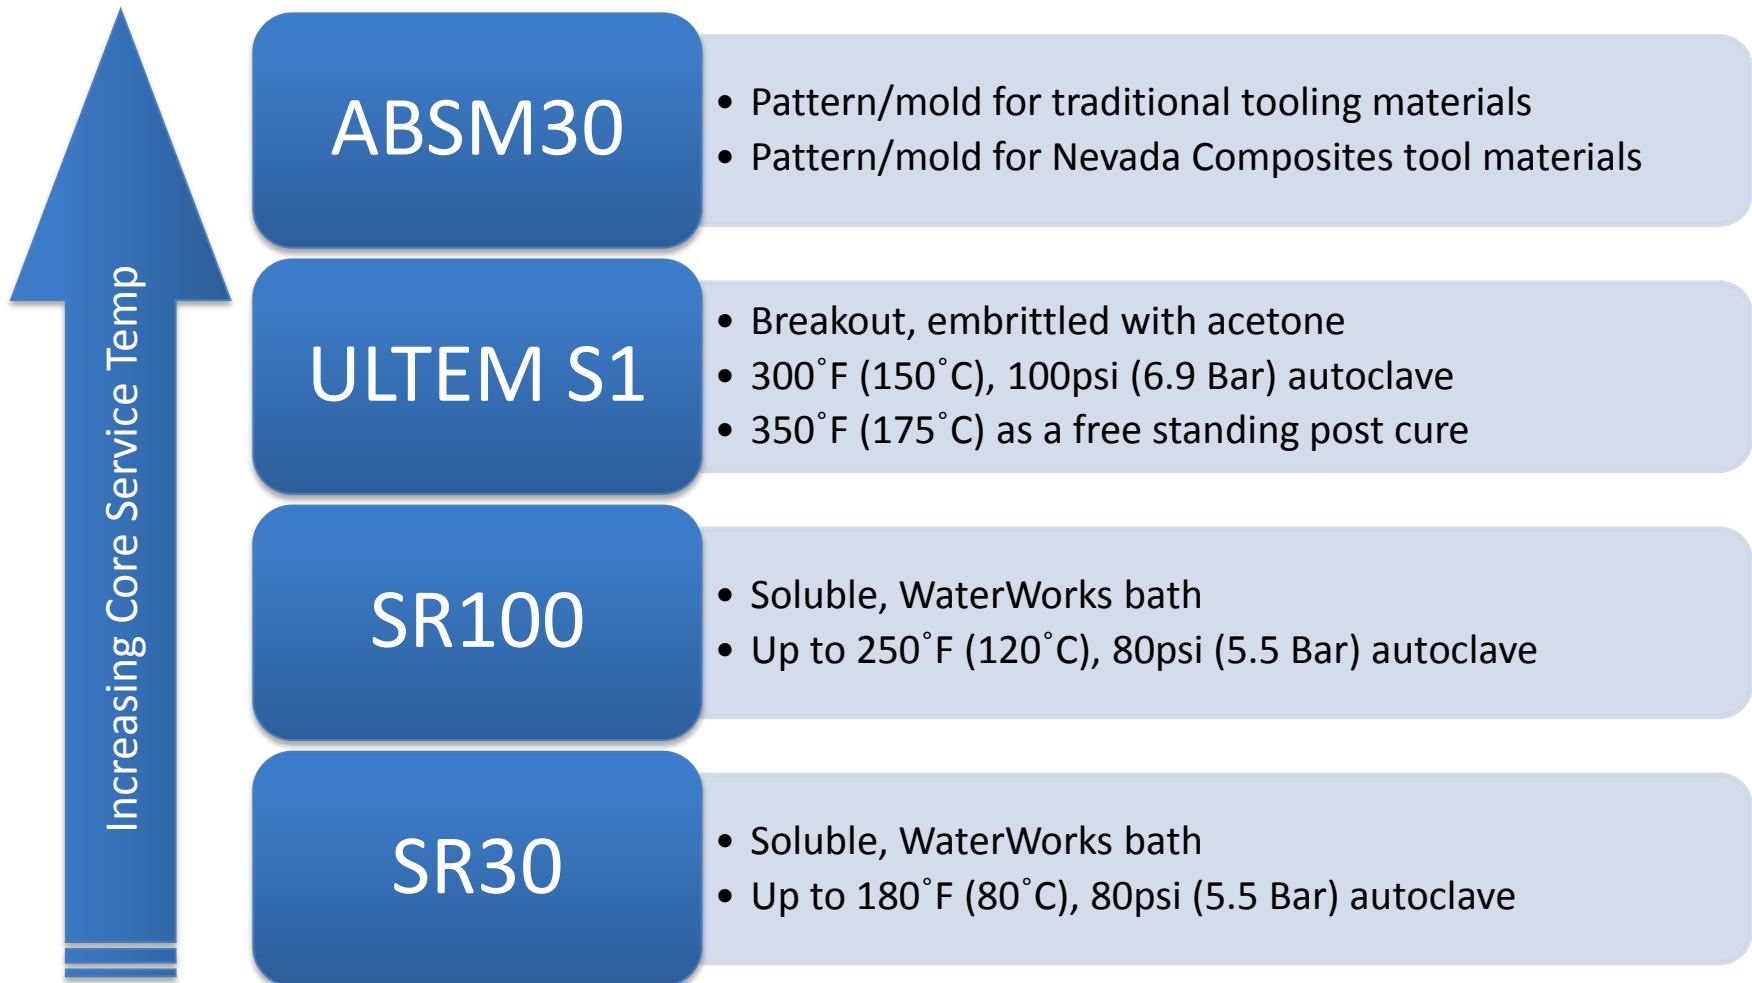 Increasing Core Service Temp
ABSM30
• Pattern/mold for traditional tooling materials
• Pattern/mold for Nevada Composites tool materials
ULTEM S1
• Breakout, embrittled with acetone
• 300˚F (150˚C), 100psi (6.9 Bar) autoclave
• 350˚F (175˚C) as a free standing post cure
SR100
• Soluble, WaterWorks bath
• Up to 250˚F (120˚C), 80psi (5.5 Bar) autoclave
SR30
• Soluble, WaterWorks bath
• Up to 180˚F (80˚C), 80psi (5.5 Bar) autoclave